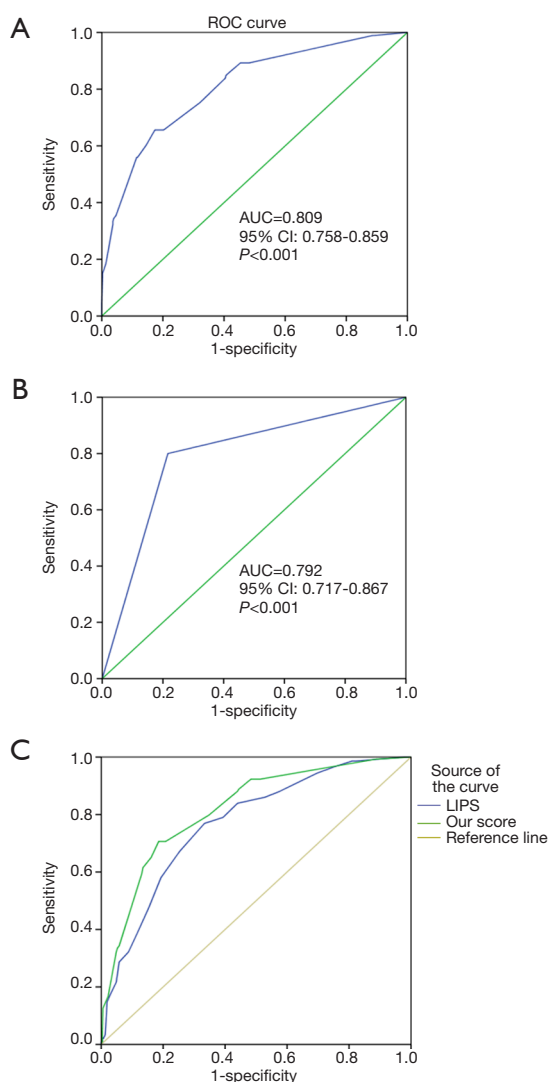 A
ROC curve
1.0
0.8
0.6
0.4
0.2
0.0
Sensitivity
AUC=0.809
95% CI: 0.758-0.859
P<0.001
0.0 0.2 0.4 0.6 0.8 1.0
1-specificity
B
1.0
0.8
0.6
0.4
0.2
0.0
Sensitivity
AUC=0.792
95% CI: 0.717-0.867
P<0.001
0.0 0.2 0.4 0.6 0.8 1.0
1-specificity
C
1.0
0.8
0.6
0.4
0.2
0.0
Sensitivity
Source of
the curve
LIPS
Our score
Reference line
0.0 0.2 0.4 0.6 0.8 1.0
1-specificity